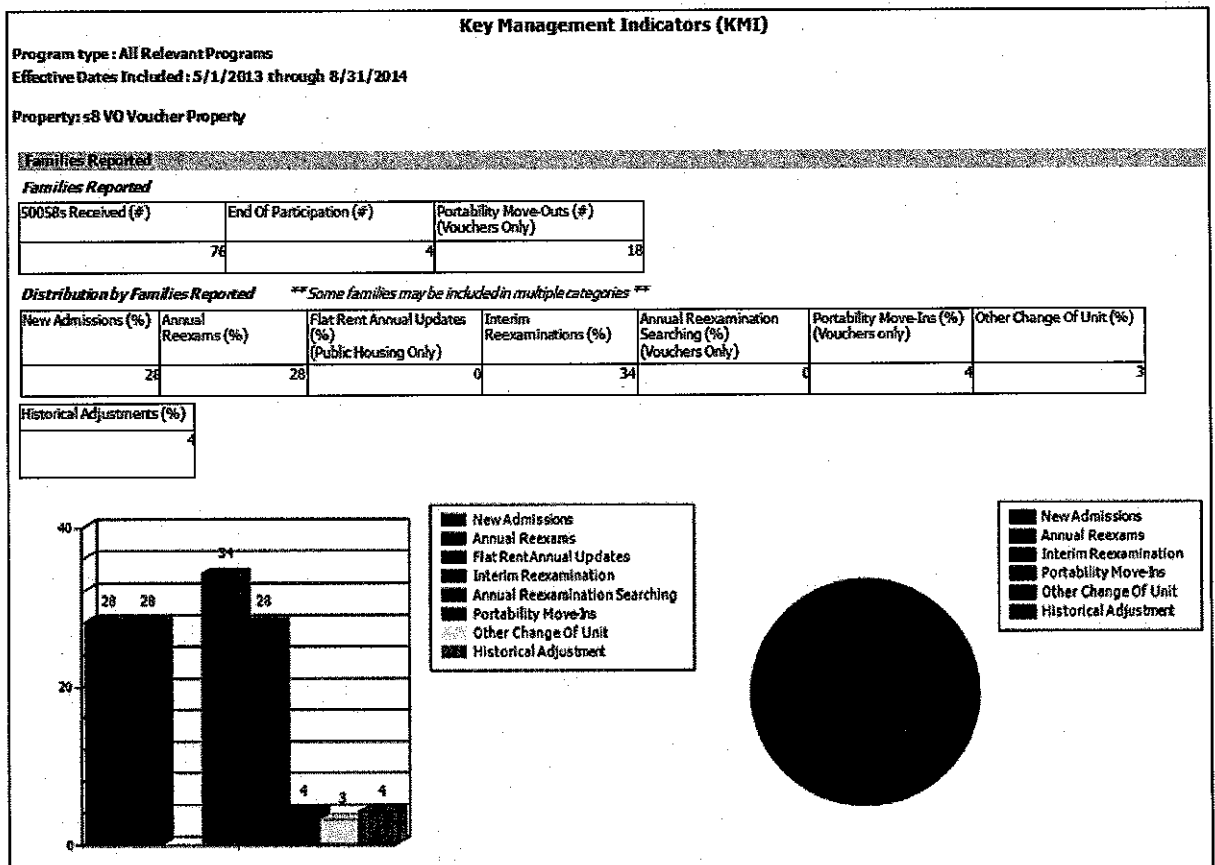 Key Management Indicators (KMI)
Program type : All Relevant Programs
Effective Dates Included : 5/1/2013 through 8/31/2014
Property: s8 VO Voucher Property
Families Reported
Families Reported
50058s Received (#) End Of Participation (#) Portability Move-Outs (#)
(Vouchers Only)
76 4 18
Distribution by Families Reported ** Some families may be included in multiple categories **
New Admissions (%) Annual Reexams (%) Flat Rent Annual Updates (%) (Public Housing Only) Interim Reexaminations (%) Annual Reexamination Searching (%) (Vouchers Only) Portability Move-Ins (%) (Vouchers only) Other Change Of Unit (%)
28 28 0 34 0 4 3
Historical Adjustments (%)
4
40
20
0
28 28 34 28 4 3 4
New Admissions
Annual Reexams
Flat Rent Annual Updates
Interim Reexamination
Annual Reexamination Searching
Portability Move-Ins
Other Change Of Unit
Historical Adjustment
New Admissions
Annual Reexams
Interim Reexamination
Portability Move-Ins
Other Change Of Unit
Historical Adjustment